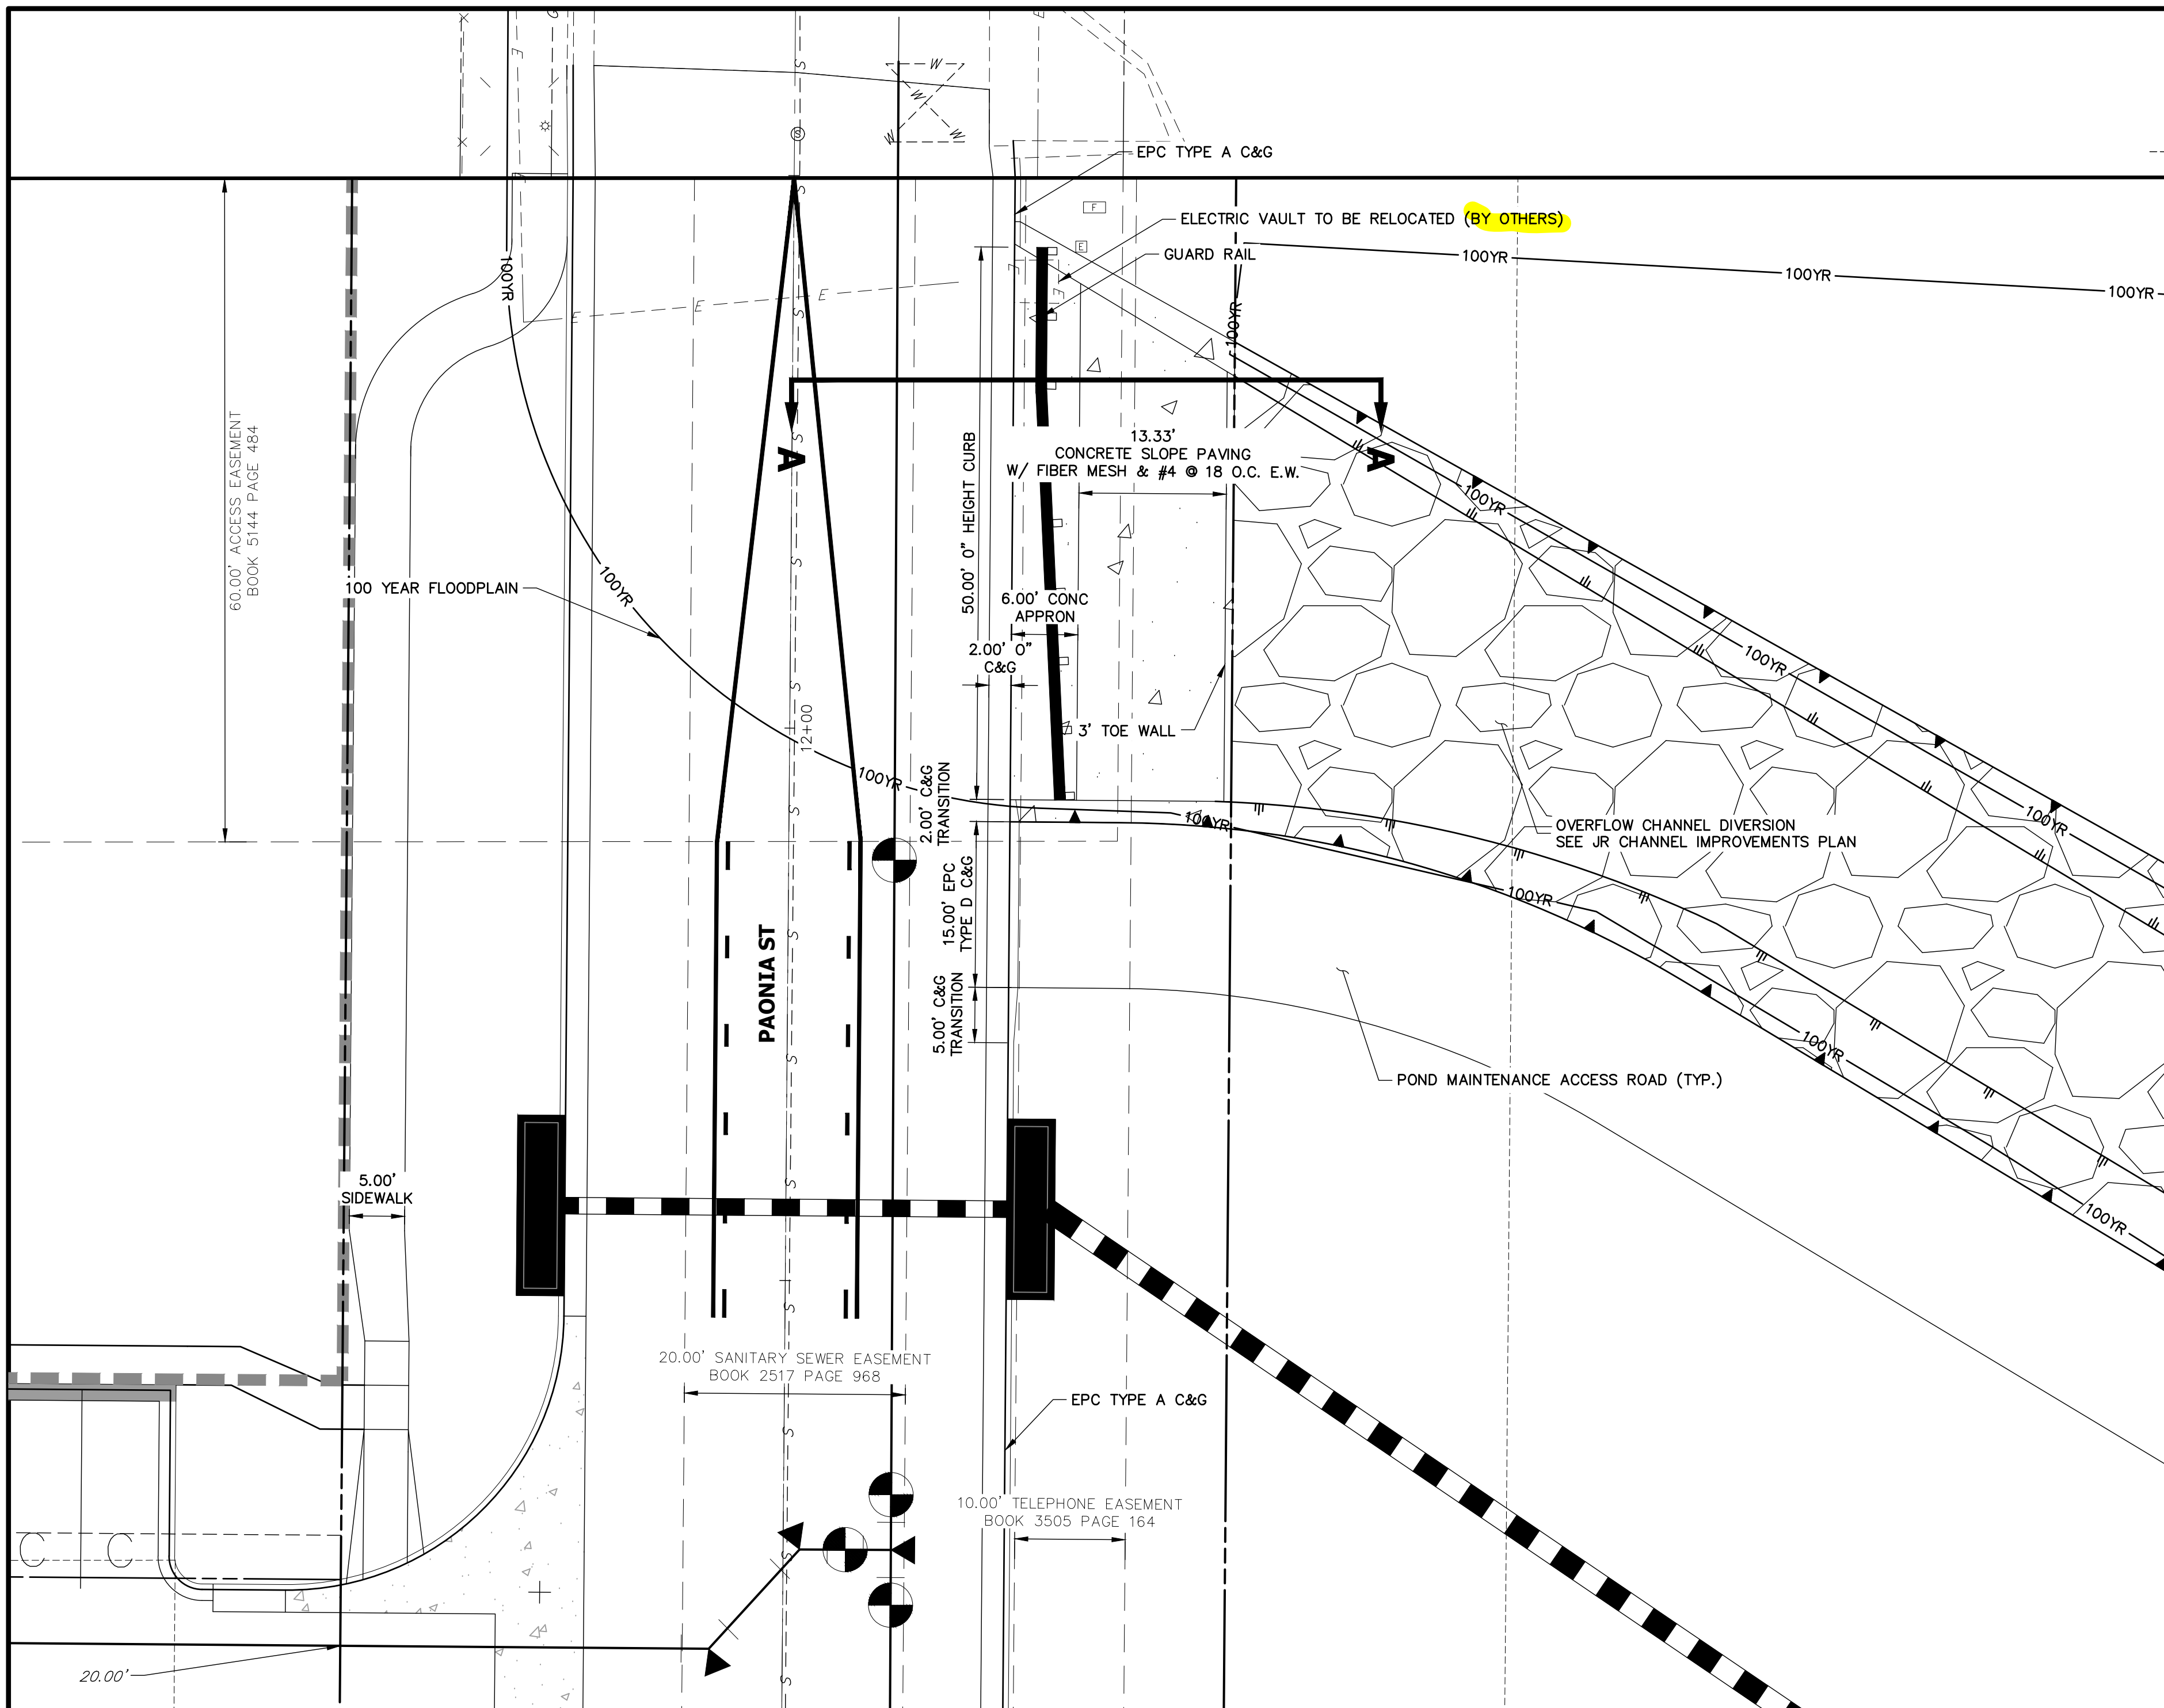 EPC TYPE A C&G
ELECTRIC VAULT TO BE RELOCATED (BY OTHERS)
GUARD RAIL
100YR
100YR
100YR
100YR
100YR
60.00' ACCESS EASEMENT
BOOK 5144 PAGE 484
100 YEAR FLOODPLAIN
100YR
50.00' 0" HEIGHT CURB
13.33'
CONCRETE SLOPE PAVING
W/ FIBER MESH & #4 @ 18 O.C. E.W.
A
A
6.00' CONC
APPRON
2.00' 0"
C&G
3' TOE WALL
12+00
100YR
100YR
100YR
100YR
2.00' C&G
TRANSITION
100YR
OVERFLOW CHANNEL DIVERSION
SEE JR CHANNEL IMPROVEMENTS PLAN
100YR
15.00' EPC
TYPE D C&G
PAONIA ST
5.00' C&G
TRANSITION
100YR
POND MAINTENANCE ACCESS ROAD (TYP.)
5.00'
SIDEWALK
100YR
20.00' SANITARY SEWER EASEMENT
BOOK 2517 PAGE 968
EPC TYPE A C&G
10.00' TELEPHONE EASEMENT
BOOK 3505 PAGE 164
C C
20.00'
E
E
E
E
E
E
E
F
W
W
W
W
S
S
S
S
S
S
S
S
S
S
S
S